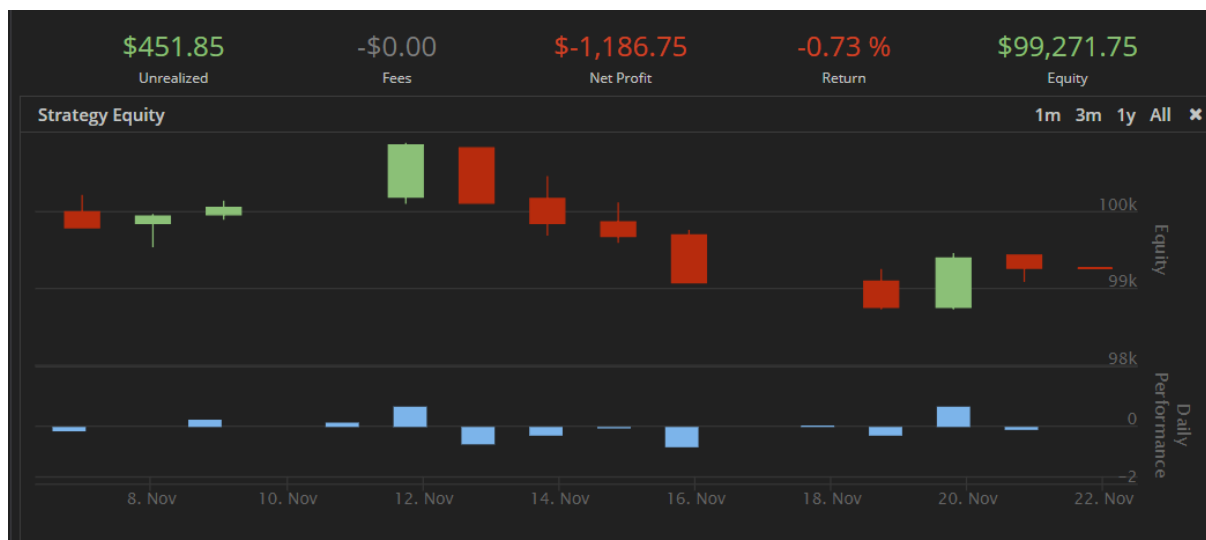 $451.85 -$0.00 $-1,186.75 -0.73 % $99,271.75
Unrealized Fees Net Profit Return Equity
Strategy Equity 1m 3m 1y All ✖
100k
Equity
99k
98k
Daily
Performance
0
-2
8. Nov 10. Nov 12. Nov 14. Nov 16. Nov 18. Nov 20. Nov 22. Nov